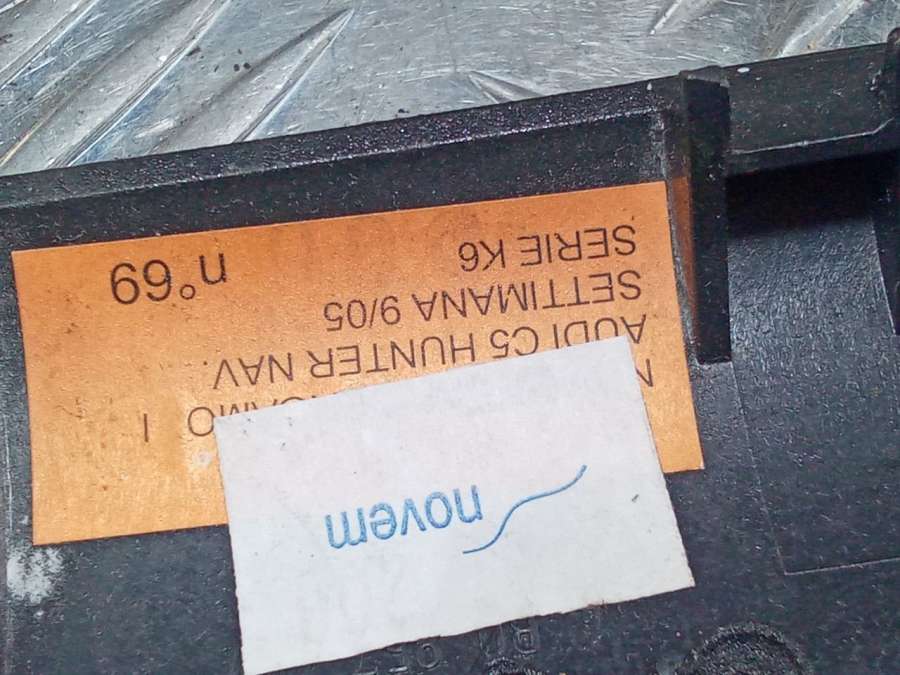 novem
AUDI C5 HUNTER NAV.
SETTIMANA 9/05
SERIE K6 n°69